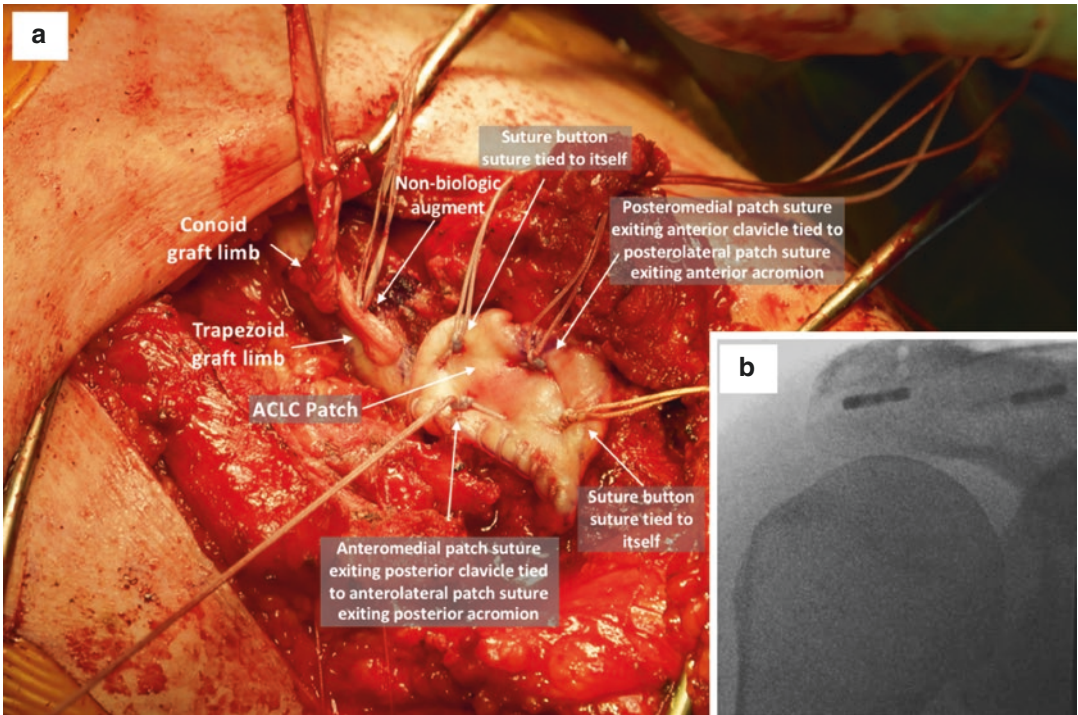 a
Suture button
suture tied to itself
Non-biologic
augment
Posteromedial patch suture
exiting anterior clavicle tied to
posterolateral patch suture
exiting anterior acromion
Conoid
graft limb
Trapezoid
graft limb
ACLC Patch
b
Suture button
suture tied to
itself
Anteromedial patch suture
exiting posterior clavicle tied
to anterolateral patch suture
exiting posterior acromion